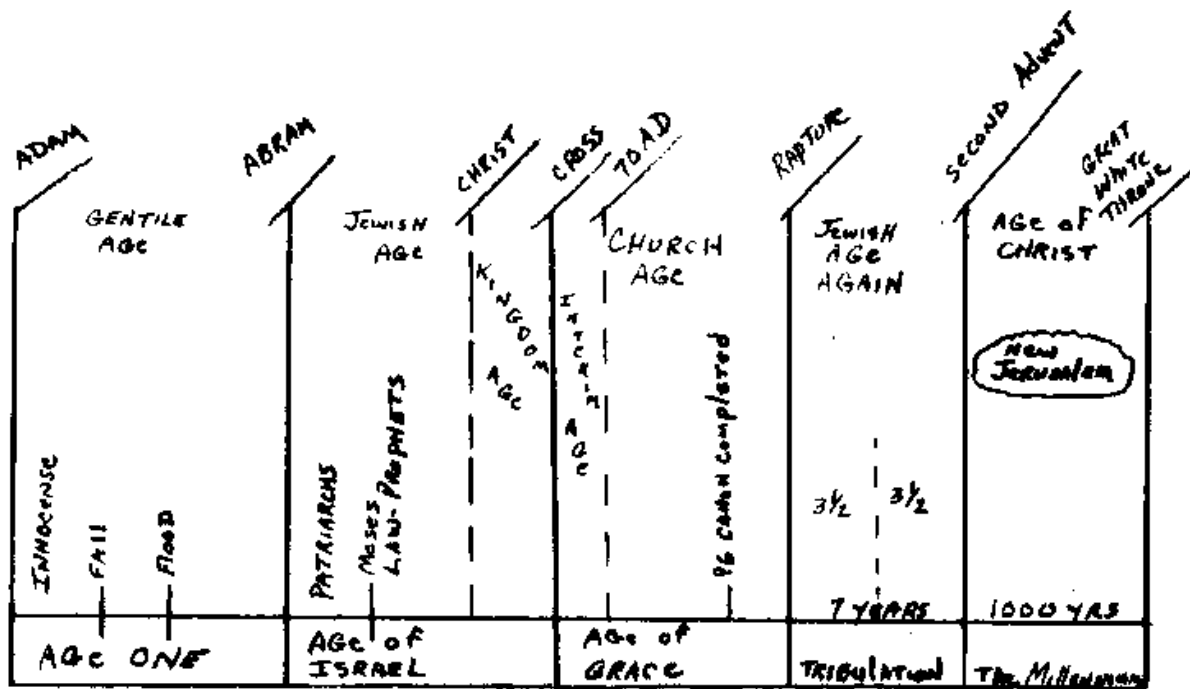 ADAM
ABRAM
CHRIST
CROSS
70 AD
RAPTURE
SECOND ADVENT
GREAT
WHITE
THRONE
GENTILE
AGE
JEWISH
AGE
KINGDOM
AGE
INTERIM
AGE
CHURCH
AGE
JEWISH
AGE
AGAIN
AGE of
CHRIST
NEW
JERUSALEM
INNOCENSE
FALL
FLOOD
PATRIARCHS
Moses
LAW-PROPHETS
96 CANON COMPLETED
3½
3½
7 YEARS
1000 YRS
AGE ONE
AGE of
ISRAEL
AGE of
GRACE
TRIBULATION
The Millennium